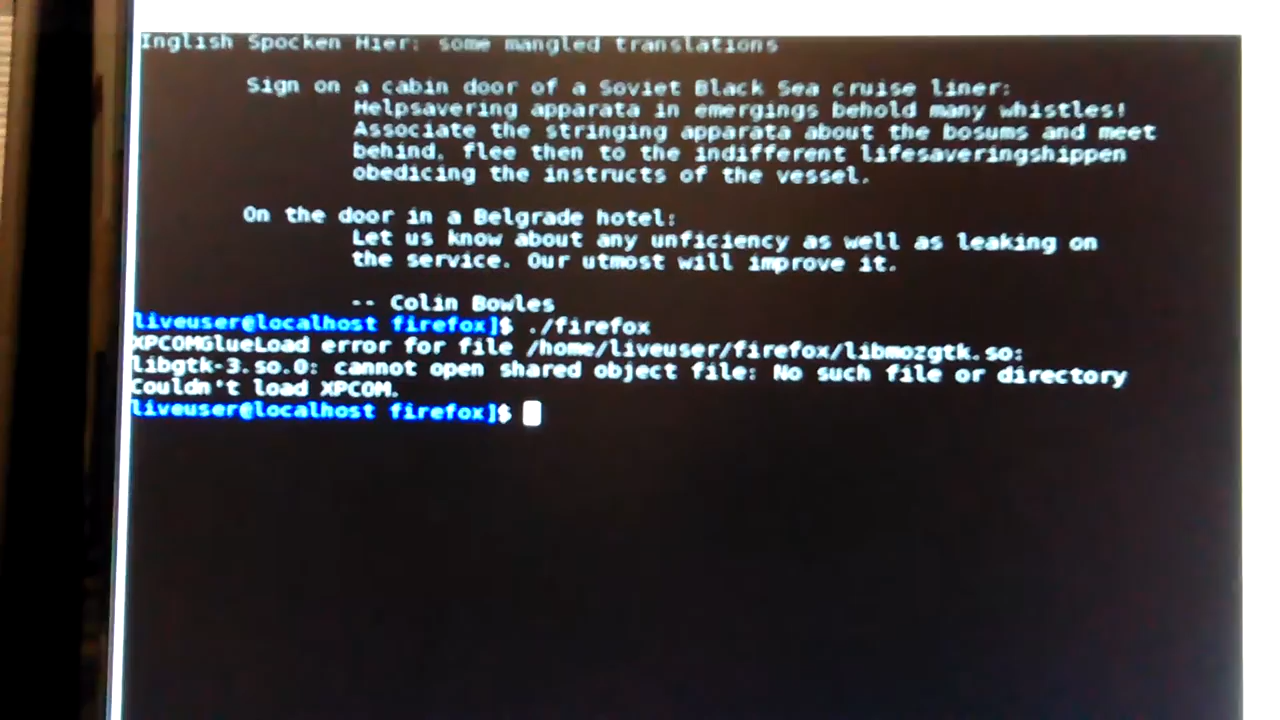 Inglish Spocken Hier: some mangled translations
Sign on a cabin door of a Soviet Black Sea cruise liner:
Helpsavering apparata in emergings behold many whistles!
Associate the stringing apparata about the bosums and meet
behind, flee then to the indifferent lifesaveringshippen
obedicing the instructs of the vessel.
On the door in a Belgrade hotel:
Let us know about any unficiency as well as leaking on
the service. Our utmost will improve it.
-- Colin Bowles
liveuser@localhost firefox]$ ./firefox
XPCOMGlueLoad error for file /home/liveuser/firefox/libmozgtk.so:
libgtk-3.so.0: cannot open shared object file: No such file or directory
Couldn't load XPCOM.
liveuser@localhost firefox]$